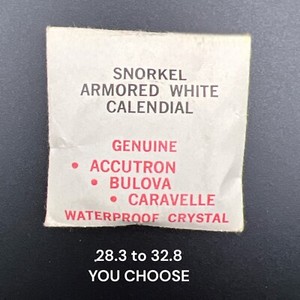 SNORKEL
ARMORED WHITE
CALENDIAL
GENUINE
• ACCUTRON
• BULOVA
• CARAVELLE
WATERPROOF CRYSTAL
28.3 to 32.8
YOU CHOOSE